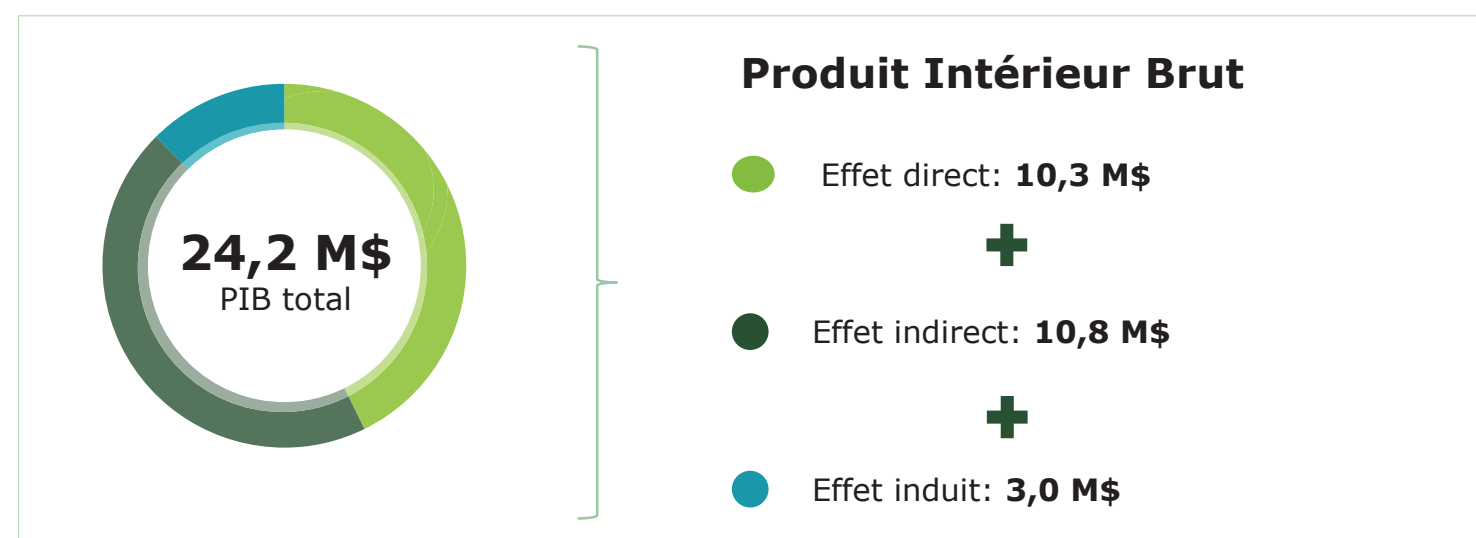 24,2 M$
PIB total
Produit Intérieur Brut
Effet direct: 10,3 M$
Effet indirect: 10,8 M$
Effet induit: 3,0 M$